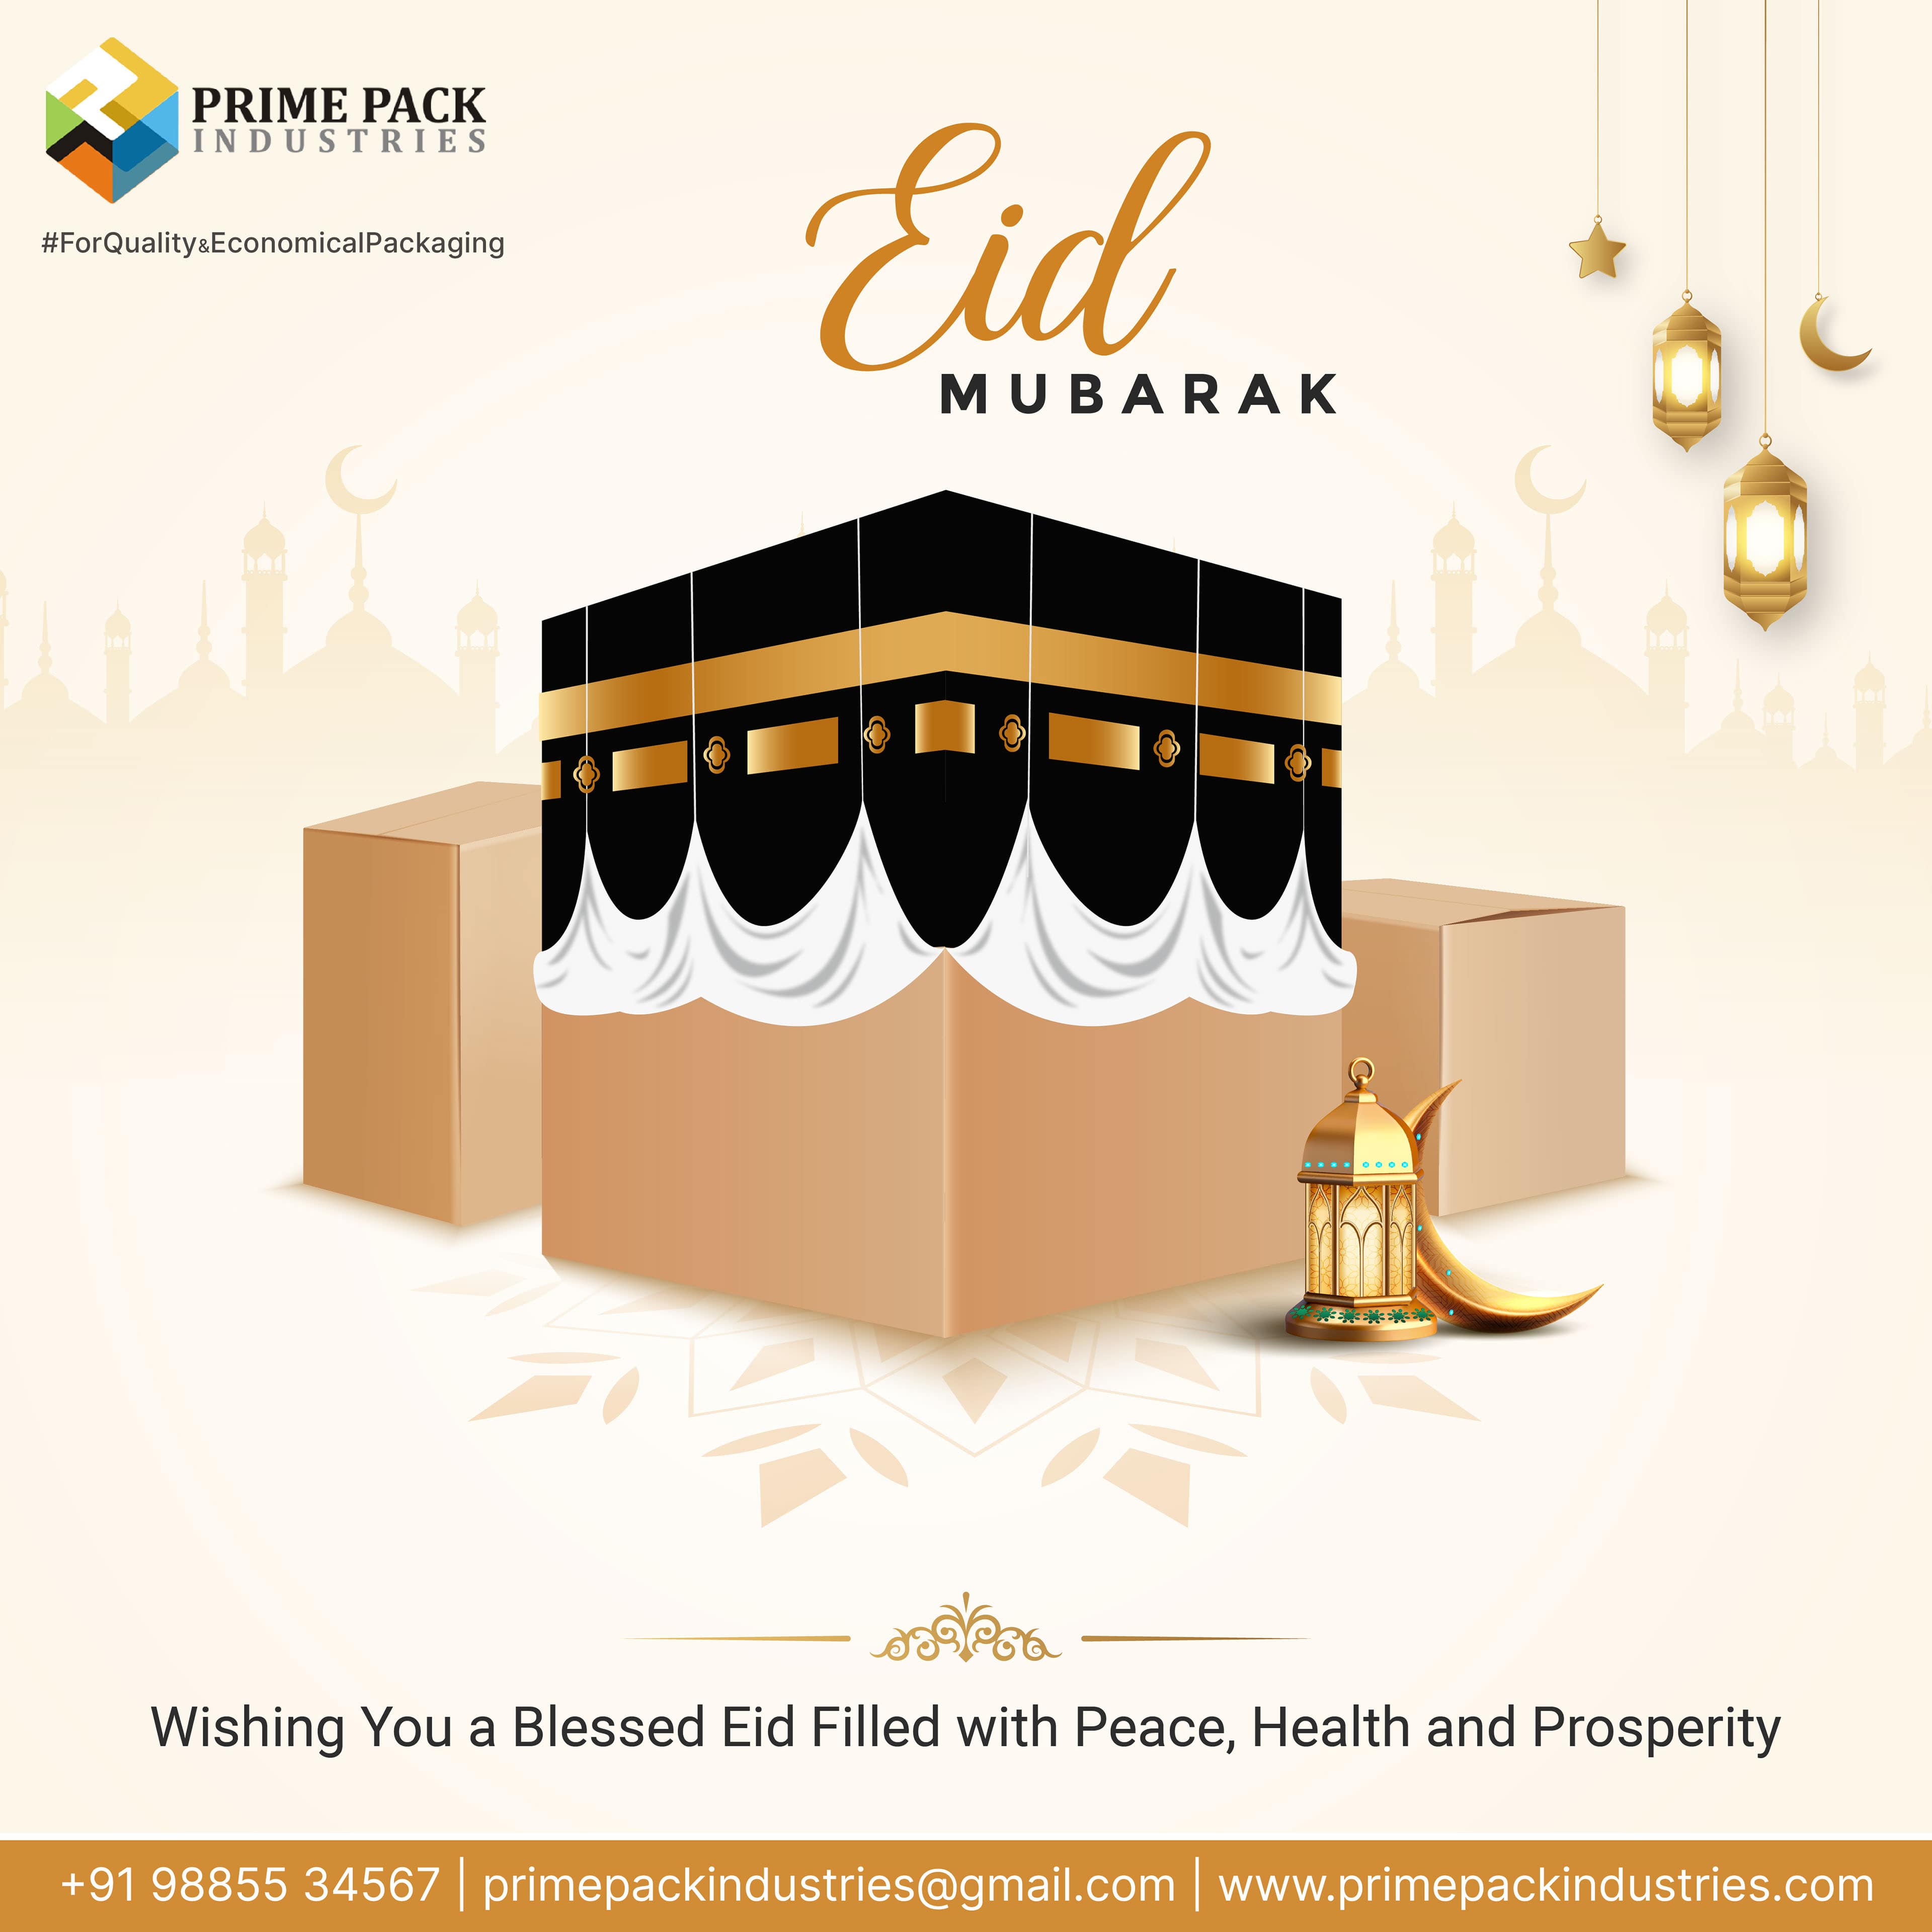 PRIME PACK
INDUSTRIES
#ForQuality&EconomicalPackaging
Eid
MUBARAK
Wishing You a Blessed Eid Filled with Peace, Health and Prosperity
+91 98855 34567 | primepackindustries@gmail.com | www.primepackindustries.com